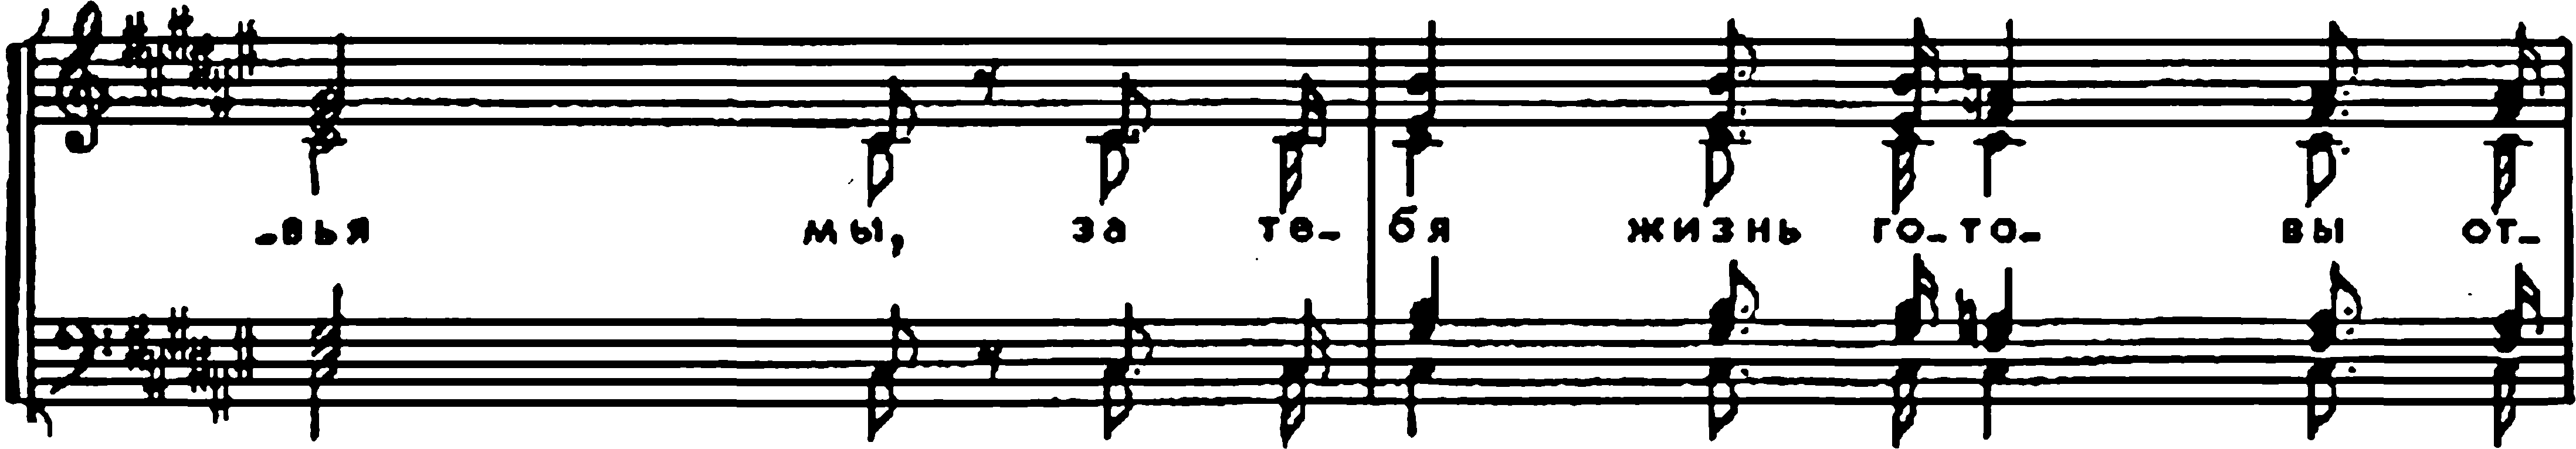 -вья мы, за те- бя жизнь го-то- вы от-